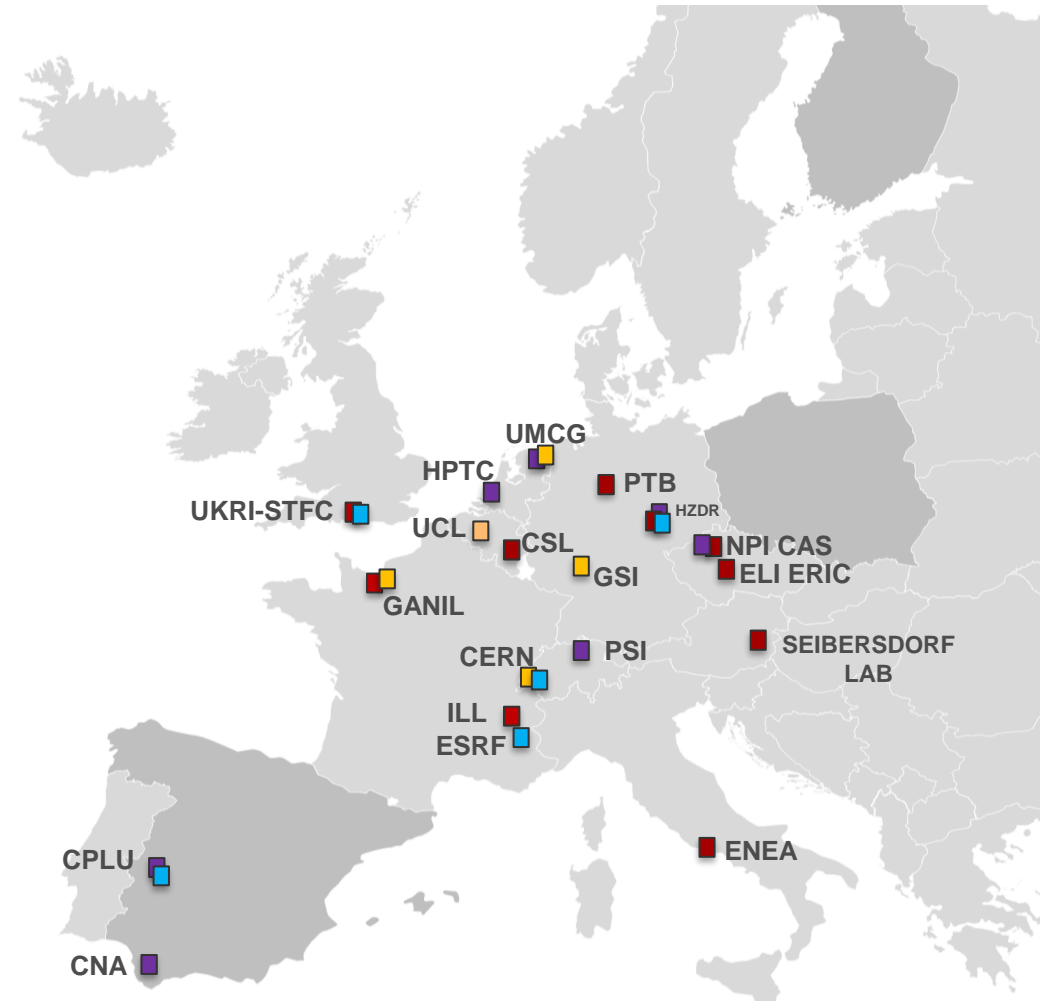 UMCG
HPTC
PTB
UKRI-STFC
HZDR
UCL
CSL
NPI CAS
ELI ERIC
GSI
GANIL
SEIBERSDORF
LAB
PSI
CERN
ILL
ESRF
ENEA
CPLU
CNA